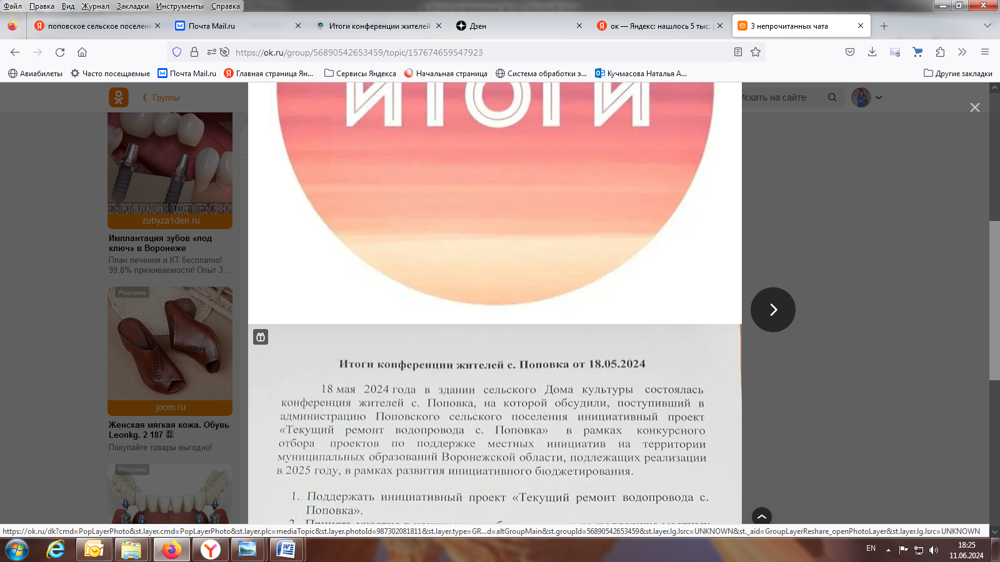 Файл Правка Вид Журнал Закладки Инструменты Справка
поповское сельское поселени
Почта Mail.ru
Итоги конференции жителей
Дзен
ок — Яндекс: нашлось 5 тыс.
3 непрочитанных чата
https://ok.ru/group/56890542653459/topic/157674659547923
Авиабилеты
Часто посещаемые
Почта Mail.ru
Главная страница Ян...
Сервисы Яндекса
Начальная страница
Система обработки э...
Кучмасова Наталья А...
Другие закладки
Группы
Искать на сайте
ИТОГИ
ЕСТЬ ПРОТИВОПОКАЗАНИЯ. ПОСОВЕТУЙТЕСЬ С ВРАЧОМ
zubyza1den.ru
Имплантация зубов «под
ключ» в Воронеже
План лечения и КТ бесплатно!
99,8% приживаемости! Опыт 3...
Реклама
joom.ru
Женская мягкая кожа. Обувь
Leonkg. 2 187
Покупайте товары выгодно!
Реклама
Итоги конференции жителей с. Поповка от 18.05.2024
18 мая 2024 года в здании сельского Дома культуры состоялась
конференция жителей с. Поповка, на которой обсудили, поступивший в
администрацию Поповского сельского поселения инициативный проект
«Текущий ремонт водопровода с. Поповка» в рамках конкурсного
отбора проектов по поддержке местных инициатив на территории
муниципальных образований Воронежской области, подлежащих реализации
в 2025 году, в рамках развития инициативного бюджетирования.
1. Поддержать инициативный проект «Текущий ремонт водопровода с.
Поповка».
https://ok.ru/dk?cmd=PopLayerPhoto&st.layer.cmd=PopLayerPhoto&st.layer.plc=mediaTopic&st.layer.photoId=987302081811&st.layer.type=GR...d=altGroupMain&st.groupId=56890542653459&st.layer.lg.lsrc=UNKNOWN&st._aid=GroupLayerReshare_openPhotoLayer&st.layer.lg.lsrc=UNKNOWN
EN
18:25
11.06.2024